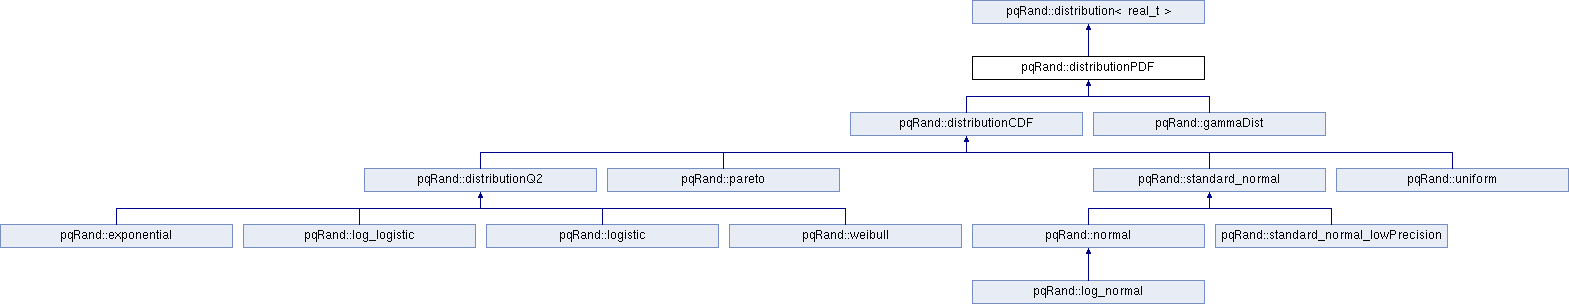 pqRand::distribution< real_t >
pqRand::distributionPDF
pqRand::distributionCDF
pqRand::gammaDist
pqRand::distributionQ2
pqRand::pareto
pqRand::standard_normal
pqRand::uniform
pqRand::exponential
pqRand::log_logistic
pqRand::logistic
pqRand::weibull
pqRand::normal
pqRand::standard_normal_lowPrecision
pqRand::log_normal